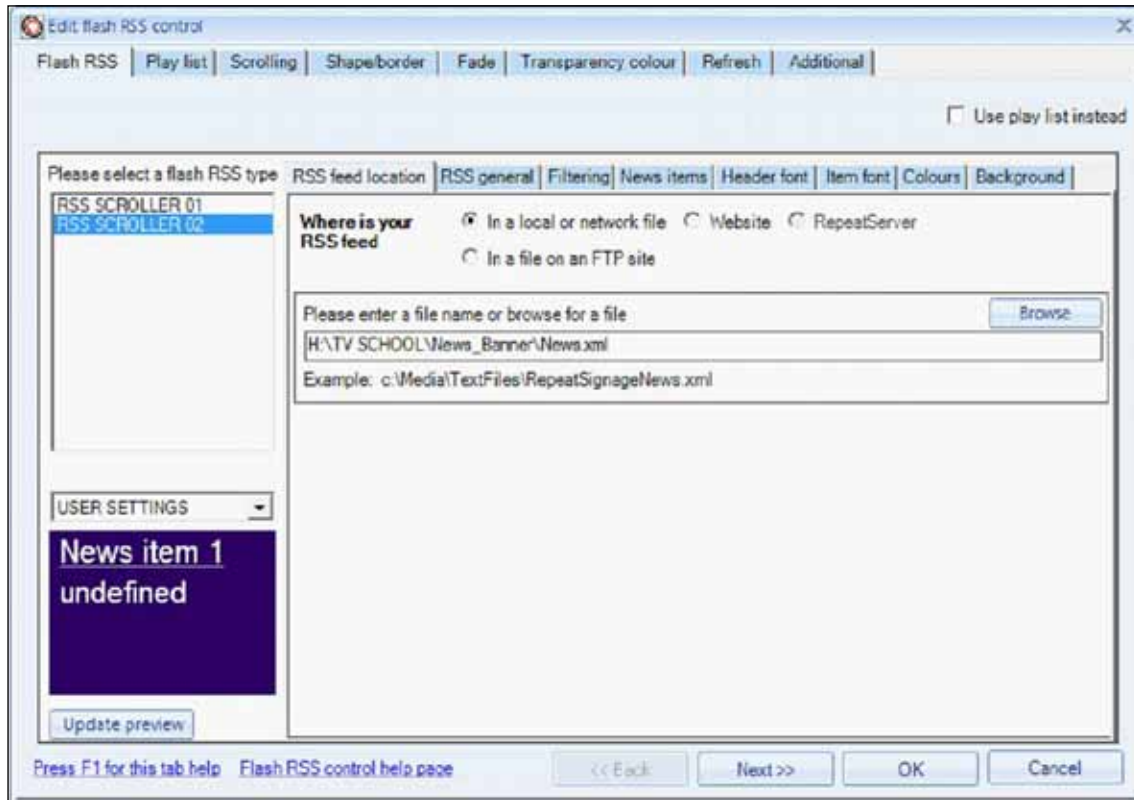 Edit flash RSS control
Flash RSS Play list Scrolling Shape/border Fade Transparency colour Refresh Additional
Use play list instead
Please select a flash RSS type
RSS SCROLLER 01
RSS SCROLLER 02
RSS feed location RSS general Filtering News items Header font Item font Colours Background
Where is your RSS feed
In a local or network file Website RepeatServer
In a file on an FTP site
Please enter a file name or browse for a file Browse
H:\TV SCHOOL\News_Banner\News.xml
Example: c:\Media\TextFiles\RepeatSignageNews.xml
USER SETTINGS
News item 1
undefined
Update preview
Press F1 for this tab help Flash RSS control help page << Back Next >> OK Cancel